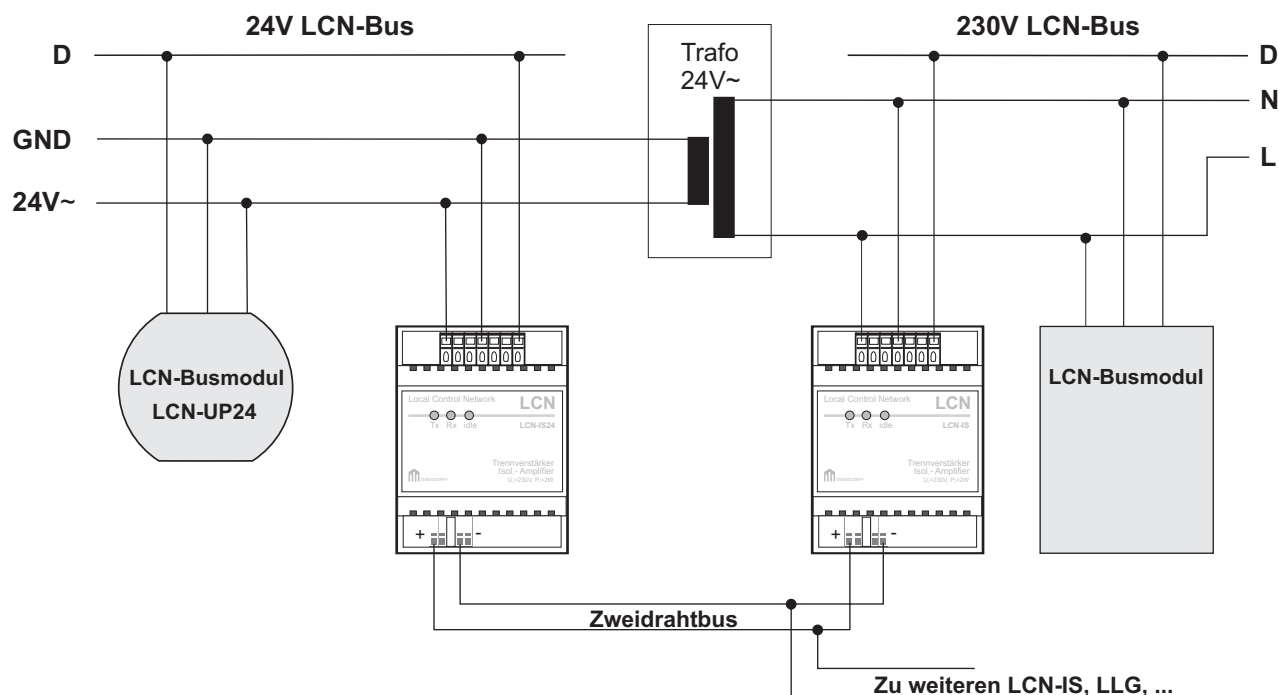 24V LCN-Bus
230V LCN-Bus
Trafo
24V~
D
D
N
GND
L
24V~
LCN-Busmodul
LCN-UP24
LCN-Busmodul
Local Control Network
LCN
Tx Rx idle
LCN-IS24
Trennverstärker
Isol.- Amplifier
+ -
Local Control Network
LCN
Tx Rx idle
LCN-IS
Trennverstärker
Isol.- Amplifier
+ -
Zweidrahtbus
Zu weiteren LCN-IS, LLG, ...